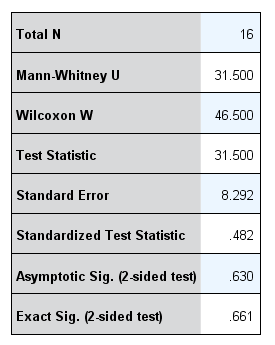 Total N 16
Mann-Whitney U 31.500
Wilcoxon W 46.500
Test Statistic 31.500
Standard Error 8.292
Standardized Test Statistic .482
Asymptotic Sig. (2-sided test) .630
Exact Sig. (2-sided test) .661